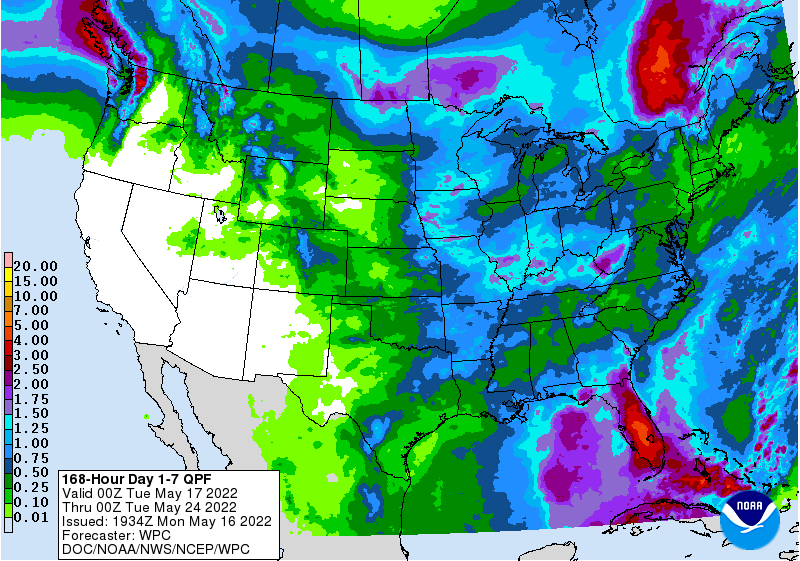 20.00
15.00
10.00
7.00
5.00
4.00
3.00
2.50
2.00
1.75
1.50
1.25
1.00
0.75
0.50
0.25
0.10
0.01
168-Hour Day 1-7 QPF
Valid 00Z Tue May 17 2022
Thru 00Z Tue May 24 2022
Issued: 1934Z Mon May 16 2022
Forecaster: WPC
DOC/NOAA/NWS/NCEP/WPC
NOAA